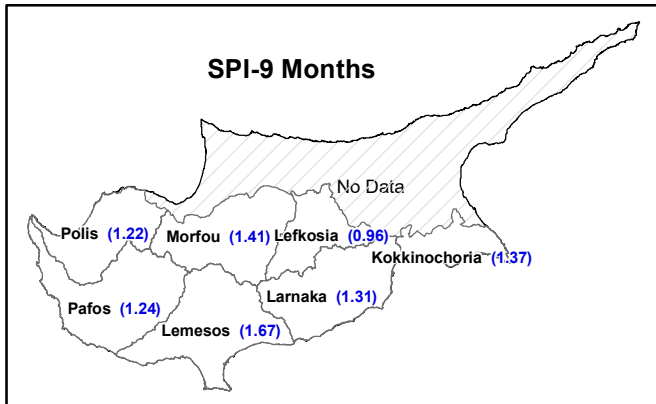 SPI-9 Months
No Data
Polis (1.22)
Morfou (1.41)
Lefkosia (0.96)
Kokkinochoria (1.37)
Pafos (1.24)
Larnaka (1.31)
Lemesos (1.67)